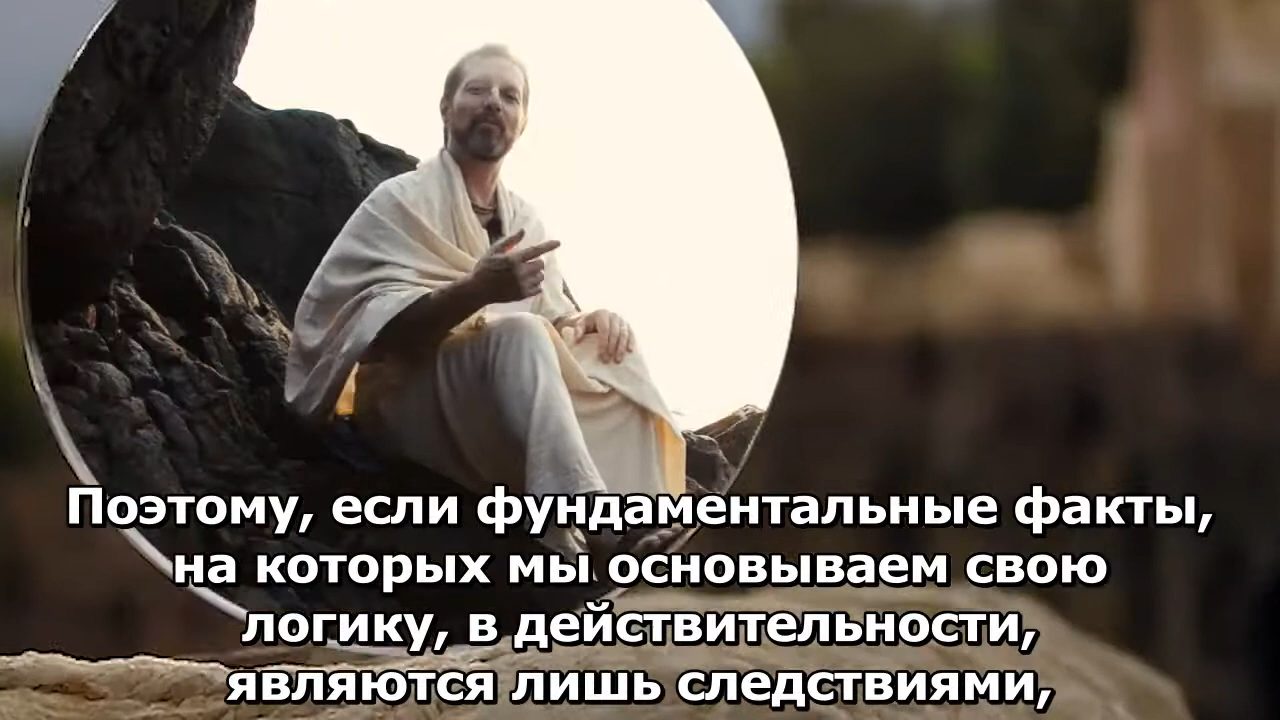 Поэтому, если фундаментальные факты,
на которых мы основываем свою
логику, в действительности,
являются лишь следствиями,